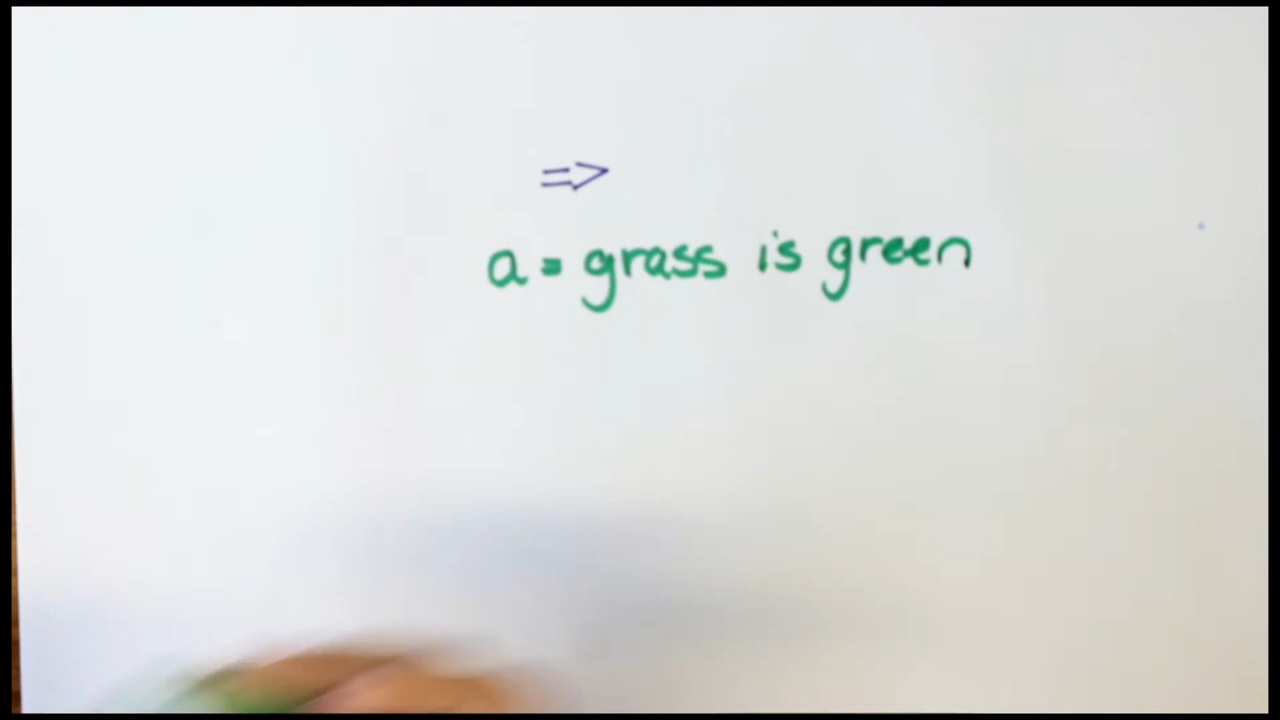 =>
a = grass is green